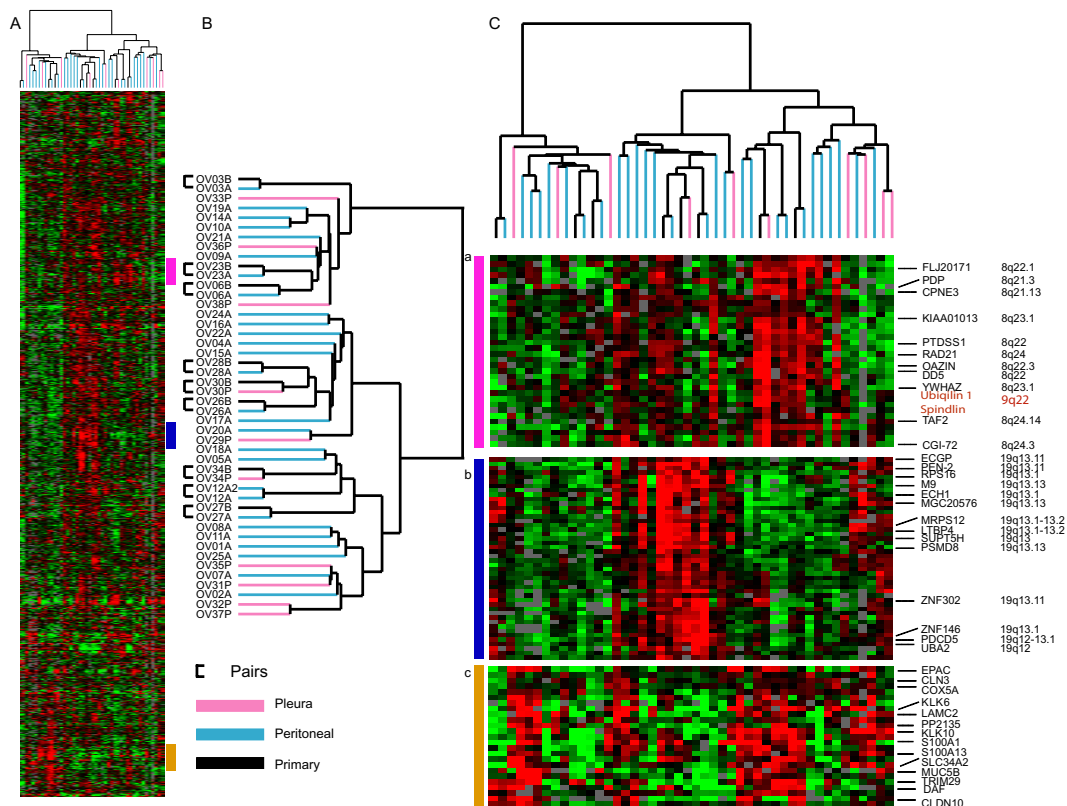 A
B
C
OV03B
OV03A
OV33P
OV19A
OV14A
OV10A
OV21A
OV36P
OV09A
OV23B
OV23A
OV06B
OV06A
OV38P
OV24A
OV16A
OV22A
OV04A
OV15A
OV28B
OV28A
OV30B
OV30P
OV26B
OV26A
OV17A
OV20A
OV29P
OV18A
OV05A
OV34B
OV34P
OV12A2
OV12A
OV27B
OV27A
OV08A
OV11A
OV01A
OV25A
OV35P
OV07A
OV31P
OV02A
OV32P
OV37P
Pairs
Pleura
Peritoneal
Primary
a
FLJ20171 8q22.1
PDP 8q21.3
CPNE3 8q21.13
KIAA01013 8q23.1
PTDSS1 8q22
RAD21 8q24
OAZIN 8q22.3
DD5 8q22
YWHAZ 8q23.1
Ubiqilin 1 9q22
Spindlin
TAF2 8q24.14
CGI-72 8q24.3
b
ECGP 19q13.11
PEN-2 19q13.11
RPS16 19q13.1
M9 19q13.13
ECH1 19q13.1
MGC20576 19q13.13
MRPS12 19q13.1-13.2
LTBP4 19q13.1-13.2
SUPT5H 19q13
PSMD8 19q13.13
ZNF302 19q13.11
ZNF146 19q13.1
PDCD5 19q12-13.1
UBA2 19q12
c
EPAC
CLN3
COX5A
KLK6
LAMC2
PP2135
KLK10
S100A1
S100A13
SLC34A2
MUC5B
TRIM29
DAF
CLDN10